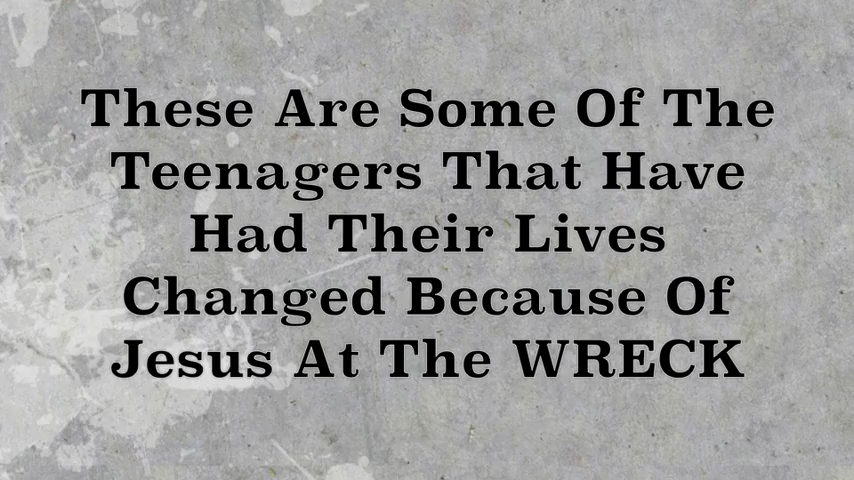 These Are Some Of The
Teenagers That Have
Had Their Lives
Changed Because Of
Jesus At The WRECK